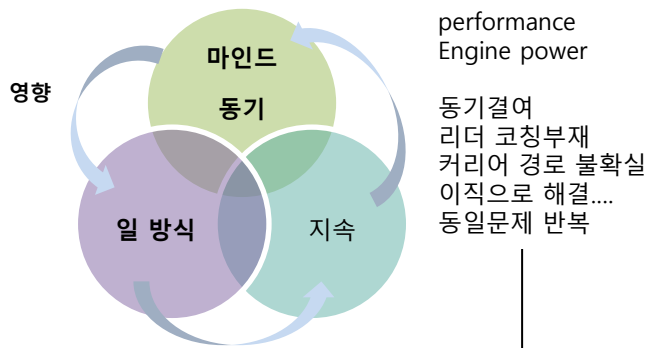 마인드
동기
영향
일 방식
지속
performance
Engine power
동기결여
리더 코칭부재
커리어 경로 불확실
이직으로 해결....
동일문제 반복